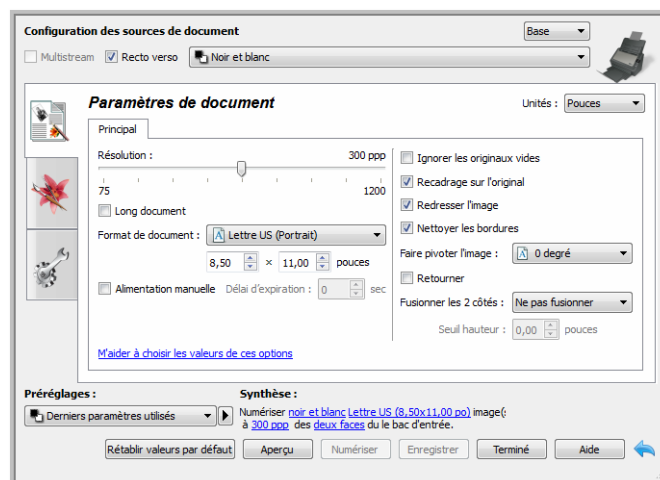 Configuration des sources de document
Base
Multistream
Recto verso
Noir et blanc
Paramètres de document
Unités :
Pouces
Principal
Résolution :
300 ppp
75
1200
Long document
Format de document :
Lettre US (Portrait)
8,50
×
11,00
pouces
Alimentation manuelle
Délai d'expiration :
0
sec
M'aider à choisir les valeurs de ces options
Ignorer les originaux vides
Recadrage sur l'original
Redresser l'image
Nettoyer les bordures
Faire pivoter l'image :
0 degré
Retourner
Fusionner les 2 côtés :
Ne pas fusionner
Seuil hauteur :
0,00
pouces
Préréglages :
Derniers paramètres utilisés
Synthèse :
Numériser noir et blanc Lettre US (8,50x11,00 po) image(:
à 300 ppp des deux faces du le bac d'entrée.
Rétablir valeurs par défaut
Aperçu
Numériser
Enregistrer
Terminé
Aide